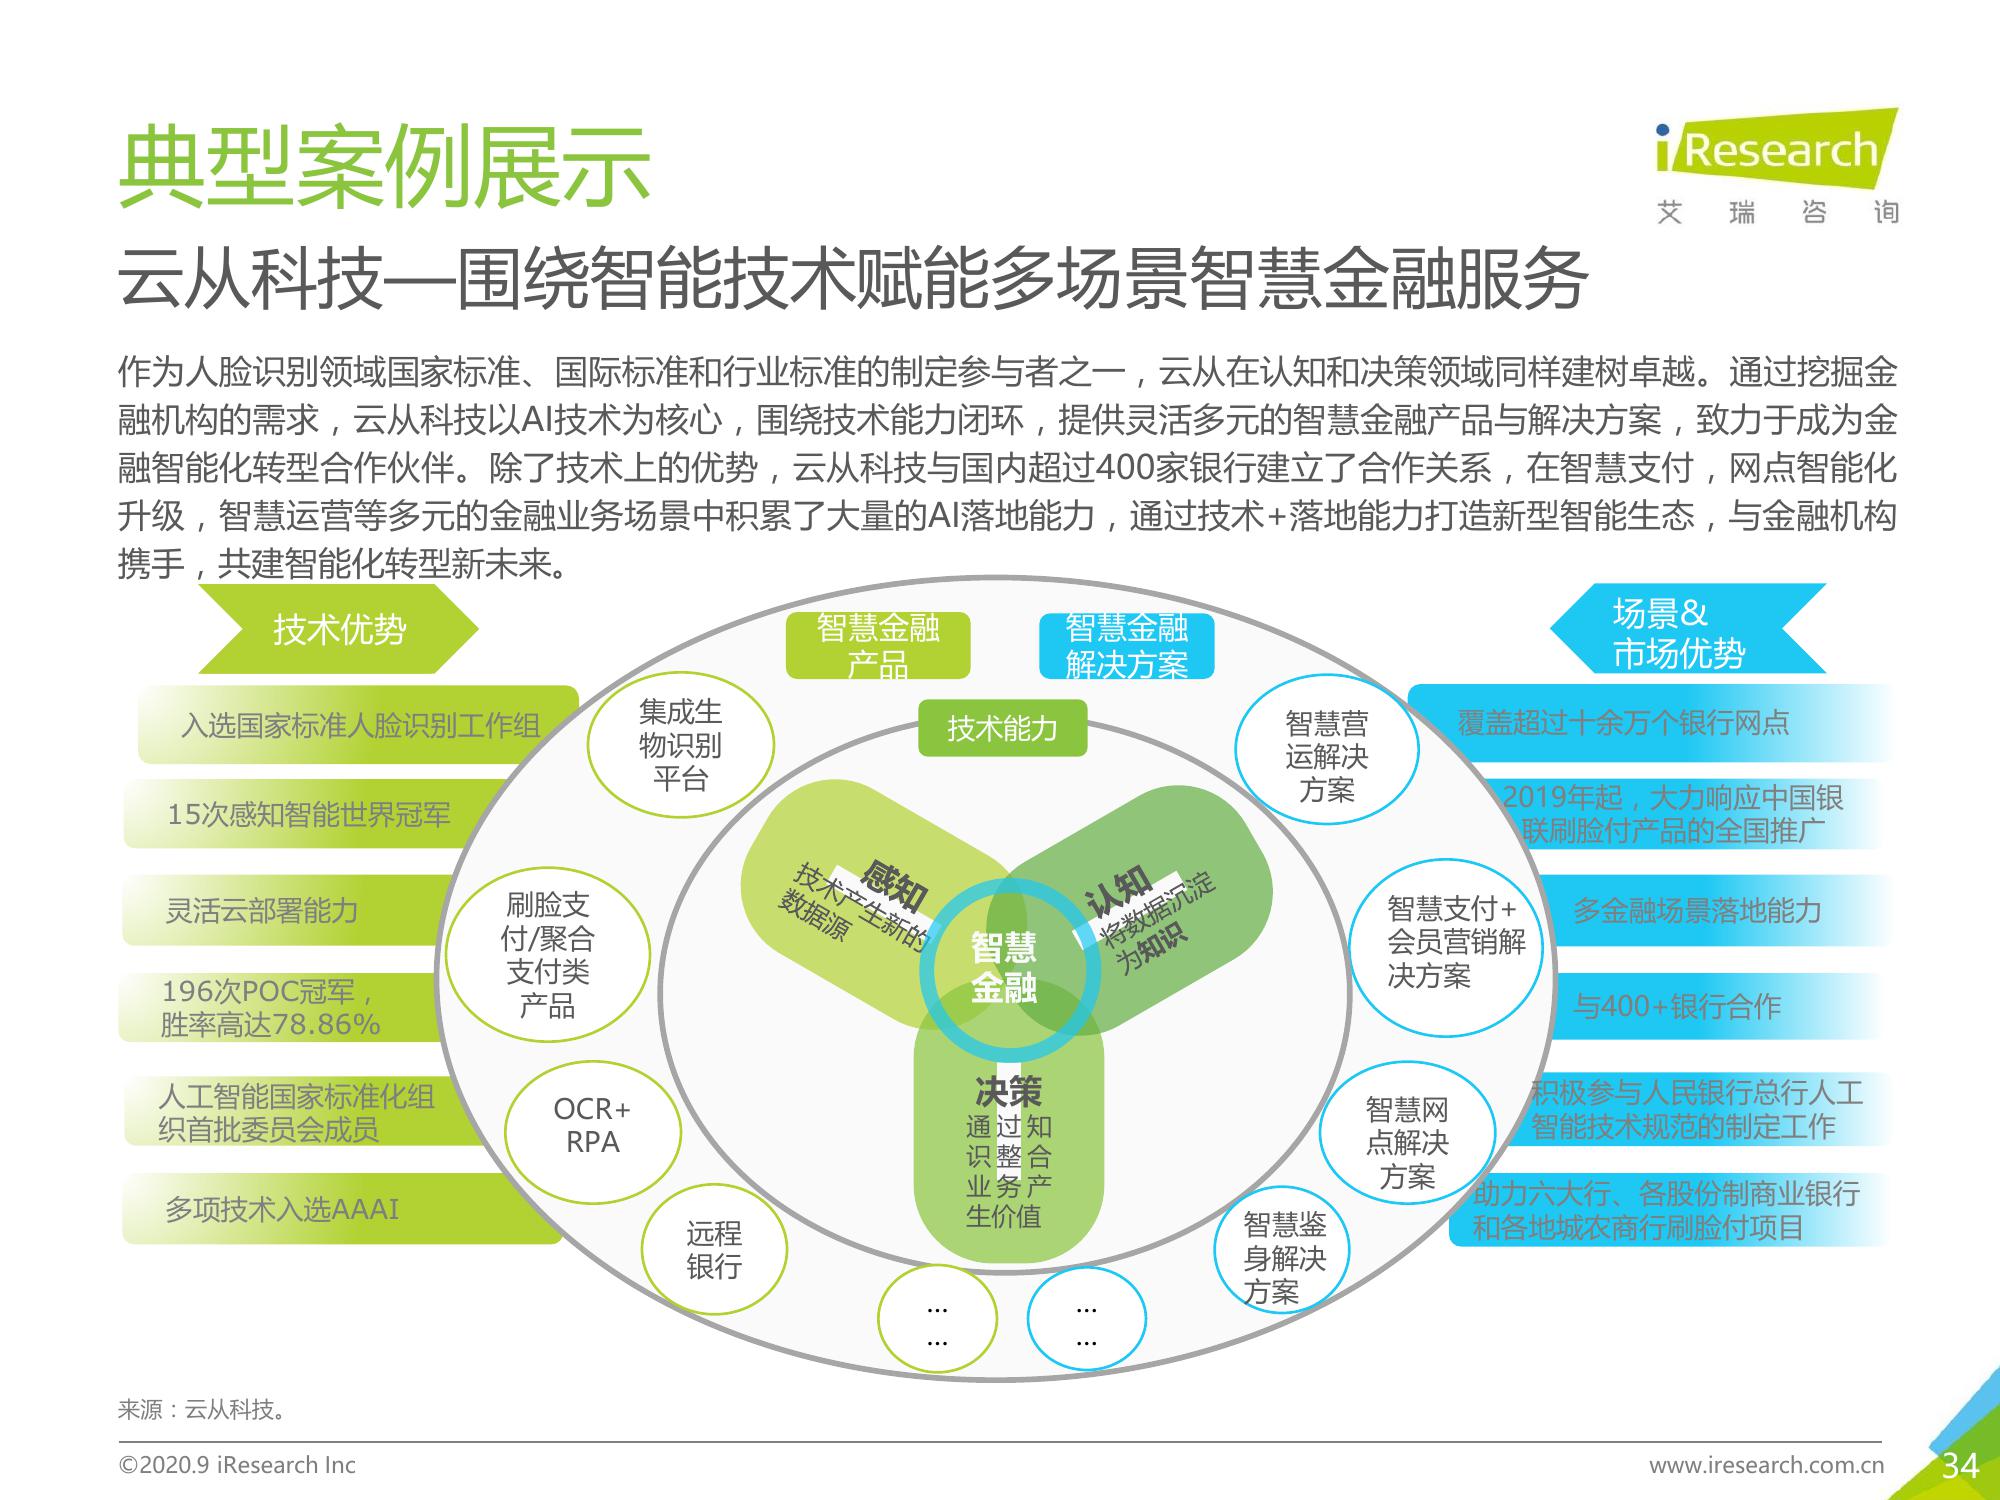 典型案例展示
iResearch
艾瑞咨询
云从科技—围绕智能技术赋能多场景智慧金融服务
作为人脸识别领域国家标准、国际标准和行业标准的制定参与者之一，云从在认知和决策领域同样建树卓越。通过挖掘金
融机构的需求，云从科技以AI技术为核心，围绕技术能力闭环，提供灵活多元的智慧金融产品与解决方案，致力于成为金
融智能化转型合作伙伴。除了技术上的优势，云从科技与国内超过400家银行建立了合作关系，在智慧支付，网点智能化
升级，智慧运营等多元的金融业务场景中积累了大量的AI落地能力，通过技术+落地能力打造新型智能生态，与金融机构
携手，共建智能化转型新未来。
技术优势
入选国家标准人脸识别工作组
15次感知智能世界冠军
灵活云部署能力
196次POC冠军，
胜率高达78.86%
人工智能国家标准化组
织首批委员会成员
多项技术入选AAAI
智慧金融
产品
集成生
物识别
平台
刷脸支
付/聚合
支付类
产品
OCR+
RPA
远程
银行
...
...
技术能力
感知
技术产生新的
数据源
认知
将数据沉淀
为知识
智慧
金融
决策
通过知
识整合
业务产
生价值
智慧金融
解决方案
智慧营
运解决
方案
智慧支付+
会员营销解
决方案
智慧网
点解决
方案
智慧鉴
身解决
方案
...
...
场景&
市场优势
覆盖超过十余万个银行网点
2019年起，大力响应中国银
联刷脸付产品的全国推广
多金融场景落地能力
与400+银行合作
积极参与人民银行总行人工
智能技术规范的制定工作
助力六大行、各股份制商业银行
和各地城农商行刷脸付项目
来源：云从科技。
©2020.9 iResearch Inc
www.iresearch.com.cn
34